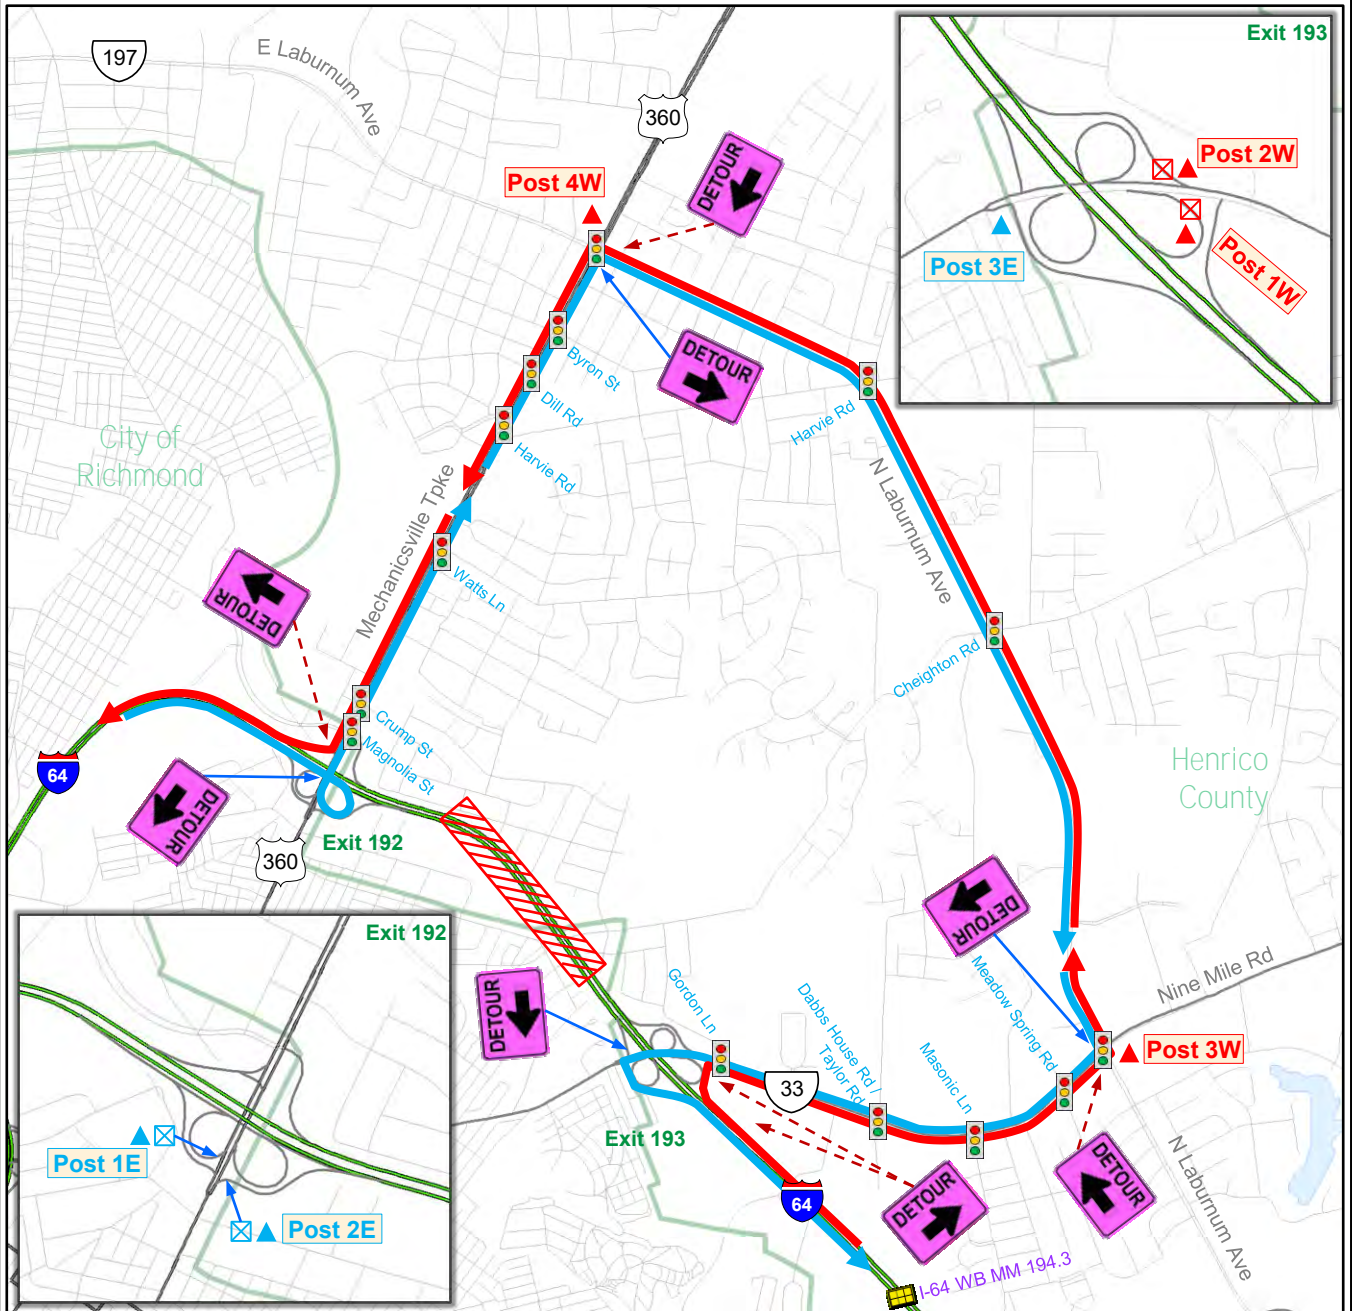 197
E Laburnum Ave
360
Exit 193
Post 2W
Post 3E
Post 1W
Post 4W
DETOUR
DETOUR
Byron St
Dill Rd
Harvie Rd
Harvie Rd
City of
Richmond
Mechanicsville Tpke
N Laburnum Ave
Watts Ln
DETOUR
Cheighton Rd
Crump St
Magnolia St
64
Henrico
County
DETOUR
Exit 192
360
DETOUR
Exit 192
Post 1E
Post 2E
DETOUR
Gordon Ln
Dabbs House Rd /
Taylor Rd
Masonic Ln
Meadow Spring Rd
Nine Mile Rd
Post 3W
33
Exit 193
64
DETOUR
DETOUR
N Laburnum Ave
I-64 WB MM 194.3